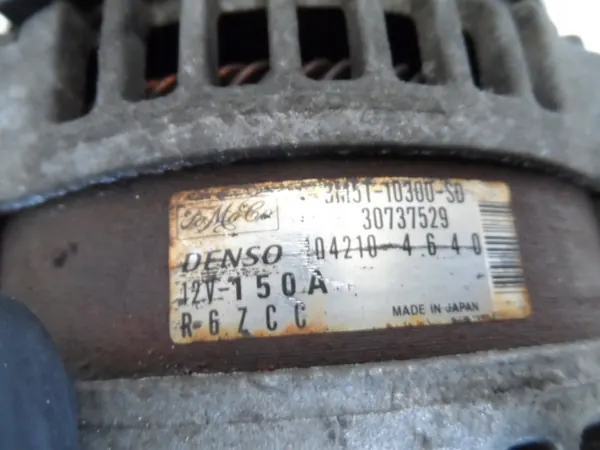 3M5T-10300-SD
FoMoCo
30737529
DENSO
104210-4640
12V-150A
R-6ZCC
MADE IN JAPAN